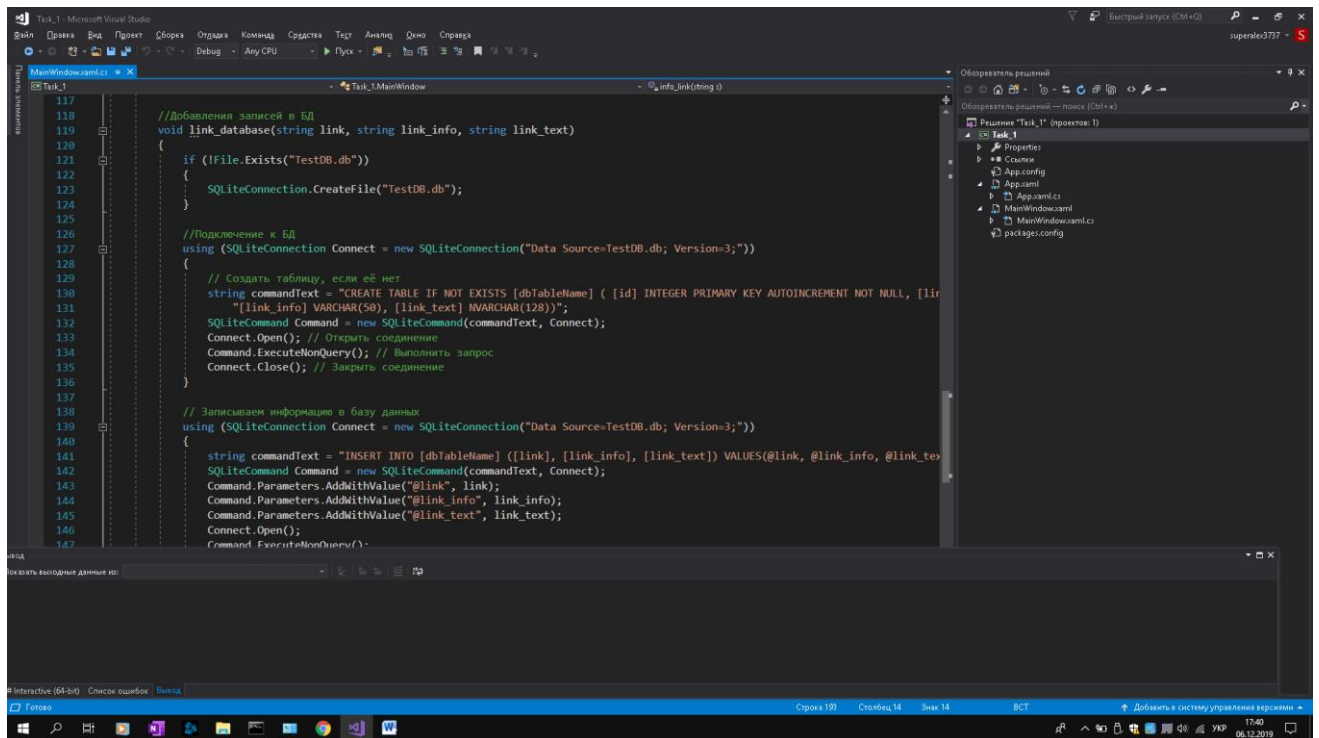 Task_1 - Microsoft Visual Studio
Быстрый запуск (Ctrl+Q)
Файл Правка Вид Проект Сборка Отладка Команда Средства Тест Анализ Окно Справка
superalex3737
S
Debug Any CPU Пуск
MainWindow.xaml.cs
Обозреватель решений
Панель элементов
Task_1 Task_1.MainWindow info_link(string s)
Обозреватель решений — поиск (Ctrl+ж)
Решение "Task_1" (проектов: 1)
Task_1
Properties
Ссылки
App.config
App.xaml
App.xaml.cs
MainWindow.xaml
MainWindow.xaml.cs
packages.config
117
118 //Добавления записей в БД
119 void link_database(string link, string link_info, string link_text)
120 {
121 if (!File.Exists("TestDB.db"))
122 {
123 SQLiteConnection.CreateFile("TestDB.db");
124 }
125
126 //Подключение к БД
127 using (SQLiteConnection Connect = new SQLiteConnection("Data Source=TestDB.db; Version=3;"))
128 {
129 // Создать таблицу, если её нет
130 string commandText = "CREATE TABLE IF NOT EXISTS [dbTableName] ( [id] INTEGER PRIMARY KEY AUTOINCREMENT NOT NULL,
131 "[link_info] VARCHAR(50), [link_text] NVARCHAR(128))";
132 SQLiteCommand Command = new SQLiteCommand(commandText, Connect);
133 Connect.Open(); // Открыть соединение
134 Command.ExecuteNonQuery(); // Выполнить запрос
135 Connect.Close(); // Закрыть соединение
136 }
137
138 // Записываем информацию в базу данных
139 using (SQLiteConnection Connect = new SQLiteConnection("Data Source=TestDB.db; Version=3;"))
140 {
141 string commandText = "INSERT INTO [dbTableName] ([link], [link_info], [link_text]) VALUES(@link, @link_info, @link_tex
142 SQLiteCommand Command = new SQLiteCommand(commandText, Connect);
143 Command.Parameters.AddWithValue("@link", link);
144 Command.Parameters.AddWithValue("@link_info", link_info);
145 Command.Parameters.AddWithValue("@link_text", link_text);
146 Connect.Open();
147 Command.ExecuteNonQuery();
ывод
Показать выходные данные из:
# Interactive (64-bit) Список ошибок Вывод
Готово
Строка 193 Столбец 14 Знак 14 ВСТ
Добавить в систему управления версиями
УКР
17:40
06.12.2019